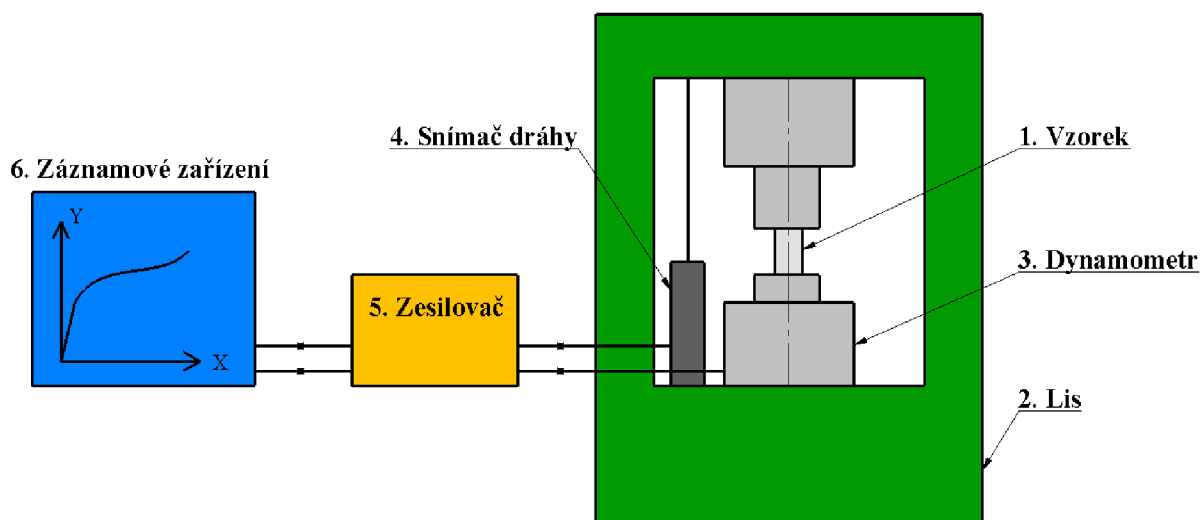 4. Snímač dráhy
1. Vzorek
6. Záznamové zařízení
Y
3. Dynamometr
5. Zesilovač
X
2. Lis